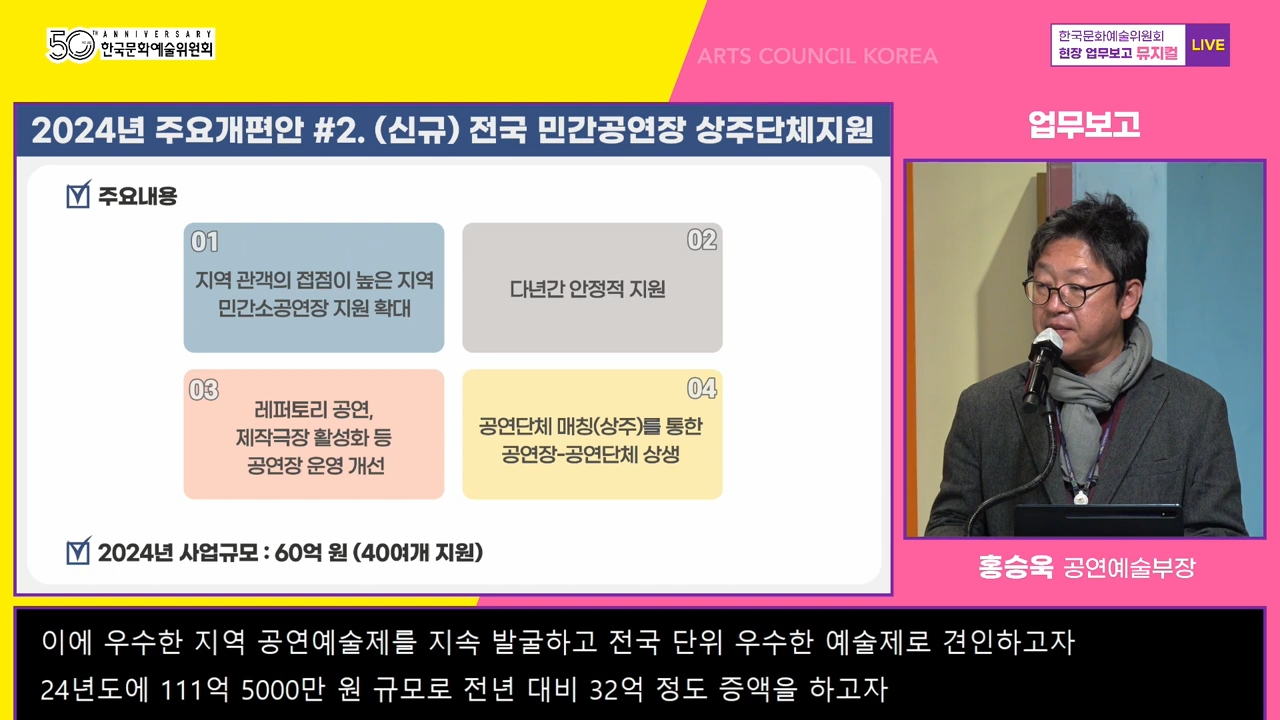 50TH ANNIVERSARY
한국문화예술위원회
ARTS COUNCIL KOREA
한국문화예술위원회
현장 업무보고 뮤지컬
LIVE
2024년 주요개편안 #2. (신규) 전국 민간공연장 상주단체지원
업무보고
주요내용
01
지역 관객의 접점이 높은 지역
민간소공연장 지원 확대
02
다년간 안정적 지원
03
레퍼토리 공연,
제작극장 활성화 등
공연장 운영 개선
04
공연단체 매칭(상주)를 통한
공연장-공연단체 상생
2024년 사업규모 : 60억 원 (40여개 지원)
홍승욱 공연예술부장
이에 우수한 지역 공연예술제를 지속 발굴하고 전국 단위 우수한 예술제로 견인하고자
24년도에 111억 5000만 원 규모로 전년 대비 32억 정도 증액을 하고자